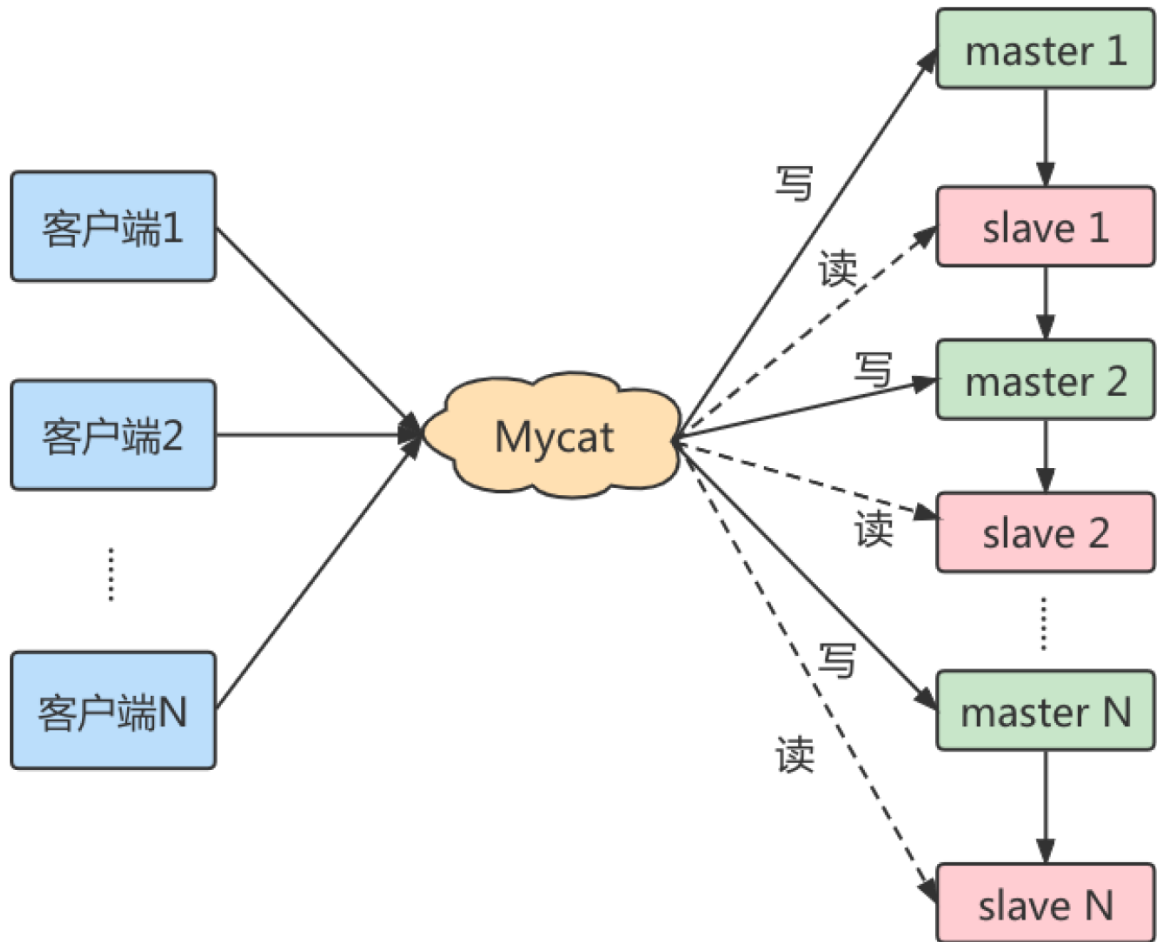 客户端1
客户端2
客户端N
Mycat
写
读
写
读
写
读
master 1
slave 1
master 2
slave 2
master N
slave N